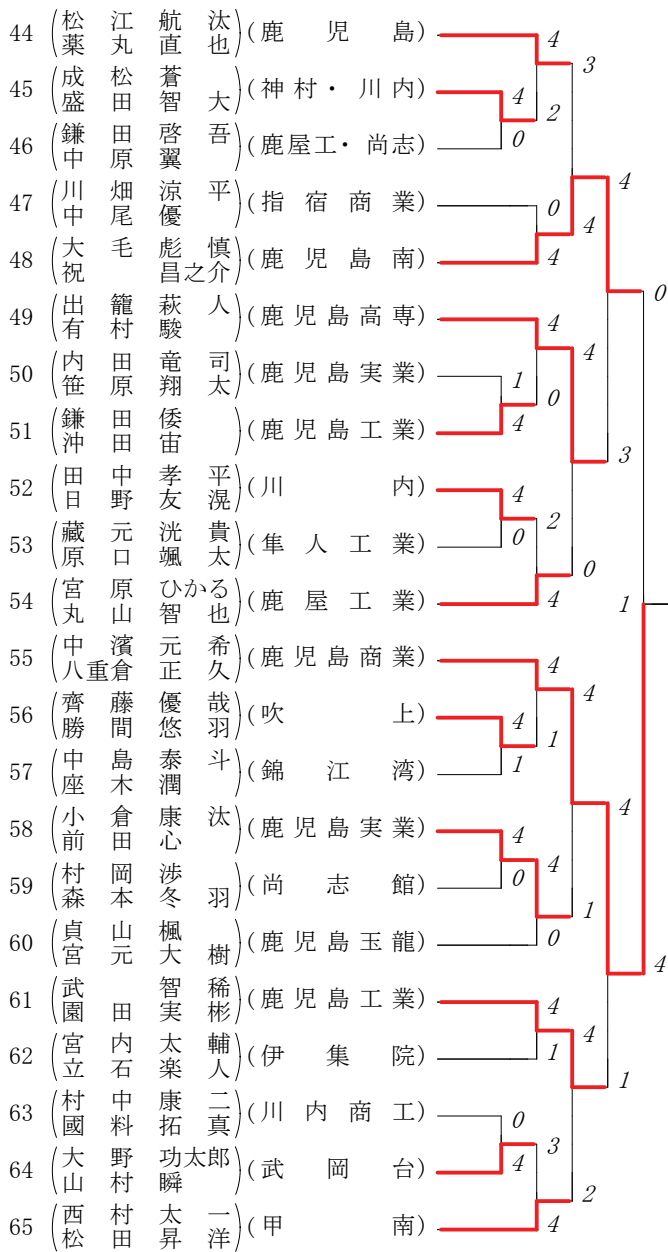 44 (松江航汰 薬丸直也) (鹿児島) 4
3
45 (成松蒼 盛田智大) (神村・川内) 4
2
46 (鎌田啓吾 中原翼) (鹿屋工・尚志) 0
4
47 (川畑涼平 中尾優) (指宿商業) 0
4
48 (大毛彪慎 祝昌之介) (鹿児島南) 4
0
49 (出籠萩人 有村駿) (鹿児島高専) 4
4
50 (内田竜司 笹原翔太) (鹿児島実業) 1
0
51 (鎌田倭 沖田宙) (鹿児島工業) 4
3
52 (田中孝平 日野友滉) (川内) 4
2
53 (藏元洸貴 原口颯太) (隼人工業) 0
0
54 (宮原ひかる 丸山智也) (鹿屋工業) 4
1
55 (中濱元希 八重倉正久) (鹿児島商業) 4
4
56 (齊藤優哉 勝間悠羽) (吹上) 4
1
57 (中島泰斗 座木潤) (錦江湾) 1
4
58 (小倉康汰 前田心) (鹿児島実業) 4
4
59 (村岡渉 森本冬羽) (尚志館) 0
1
60 (貞山楓 宮元大樹) (鹿児島玉龍) 0
4
61 (武智稀 園田実彬) (鹿児島工業) 4
4
62 (宮内太輔 立石楽人) (伊集院) 1
1
63 (村中康二 國料拓真) (川内商工) 0
3
64 (大野功太郎 山村瞬) (武岡台) 4
2
65 (西村太一 松田昇洋) (甲南) 4